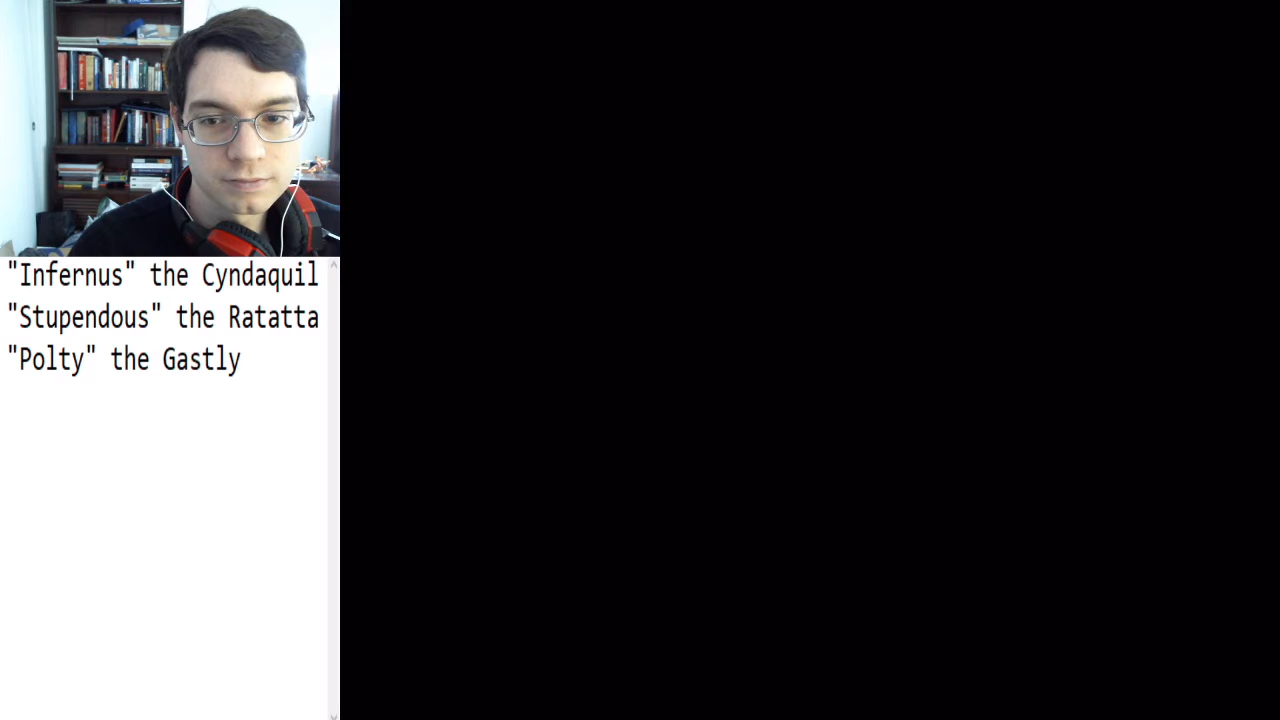 "Infernus" the Cyndaquil
"Stupendous" the Ratatta
"Polty" the Gastly